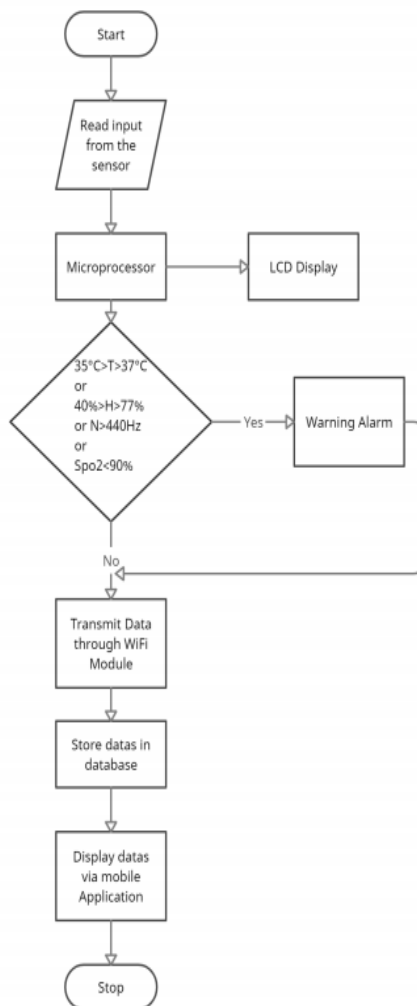 Start
Read input
from the
sensor
Microprocessor
LCD Display
35°C>T>37°C
or
40%>H>77%
or N>440Hz
or
Spo2<90%
Yes
Warning Alarm
No
Transmit Data
through WiFi
Module
Store datas in
database
Display datas
via mobile
Application
Stop